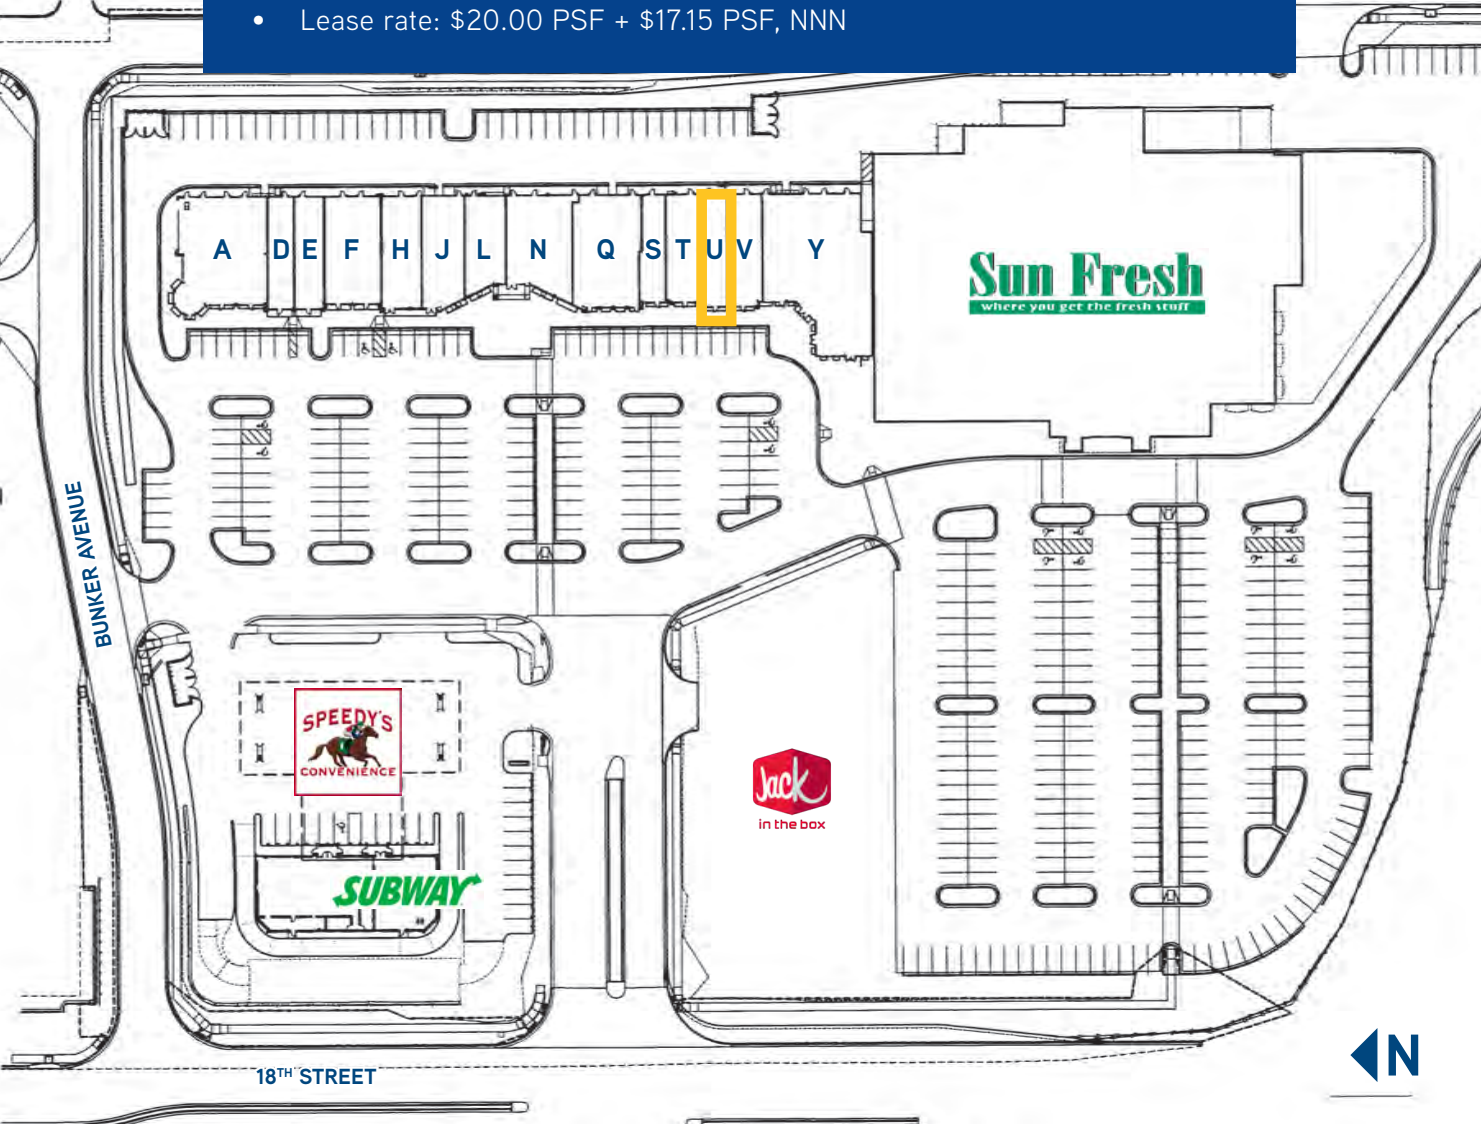 • Lease rate: $20.00 PSF + $17.15 PSF, NNN
A D E F H J L N Q S T U V Y
Sun Fresh
where you get the fresh stuff
BUNKER AVENUE
SPEEDY'S
CONVENIENCE
Jack
in the box
SUBWAY
N
18TH STREET